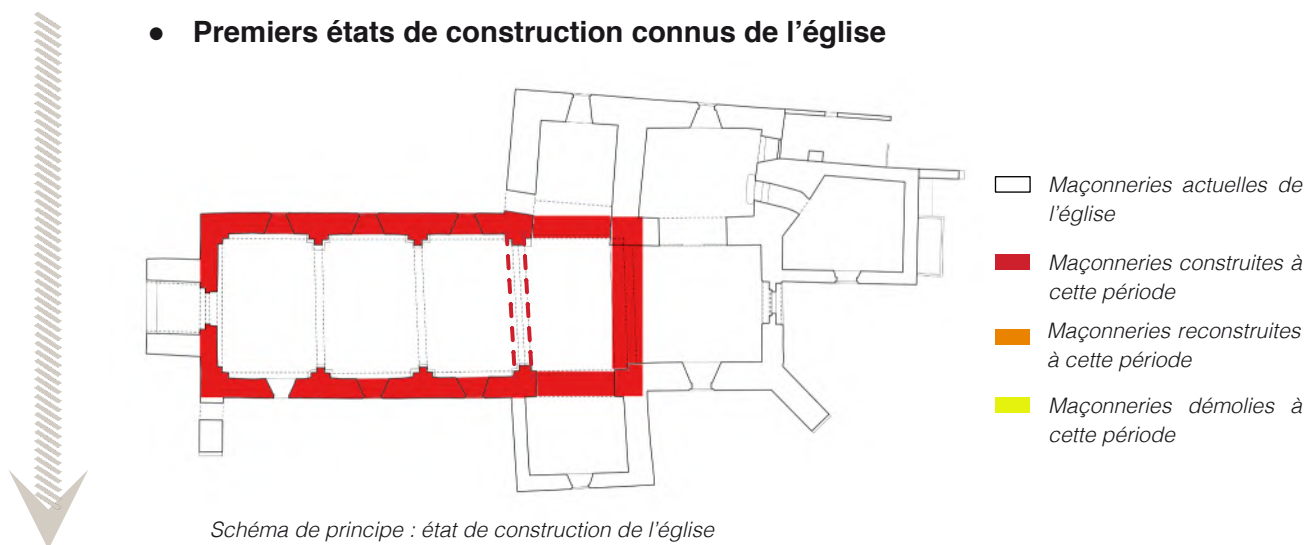 ● Premiers états de construction connus de l’église
Maçonneries actuelles de
l’église
Maçonneries construites à
cette période
Maçonneries reconstruites
à cette période
Maçonneries démolies à
cette période
Schéma de principe : état de construction de l’église